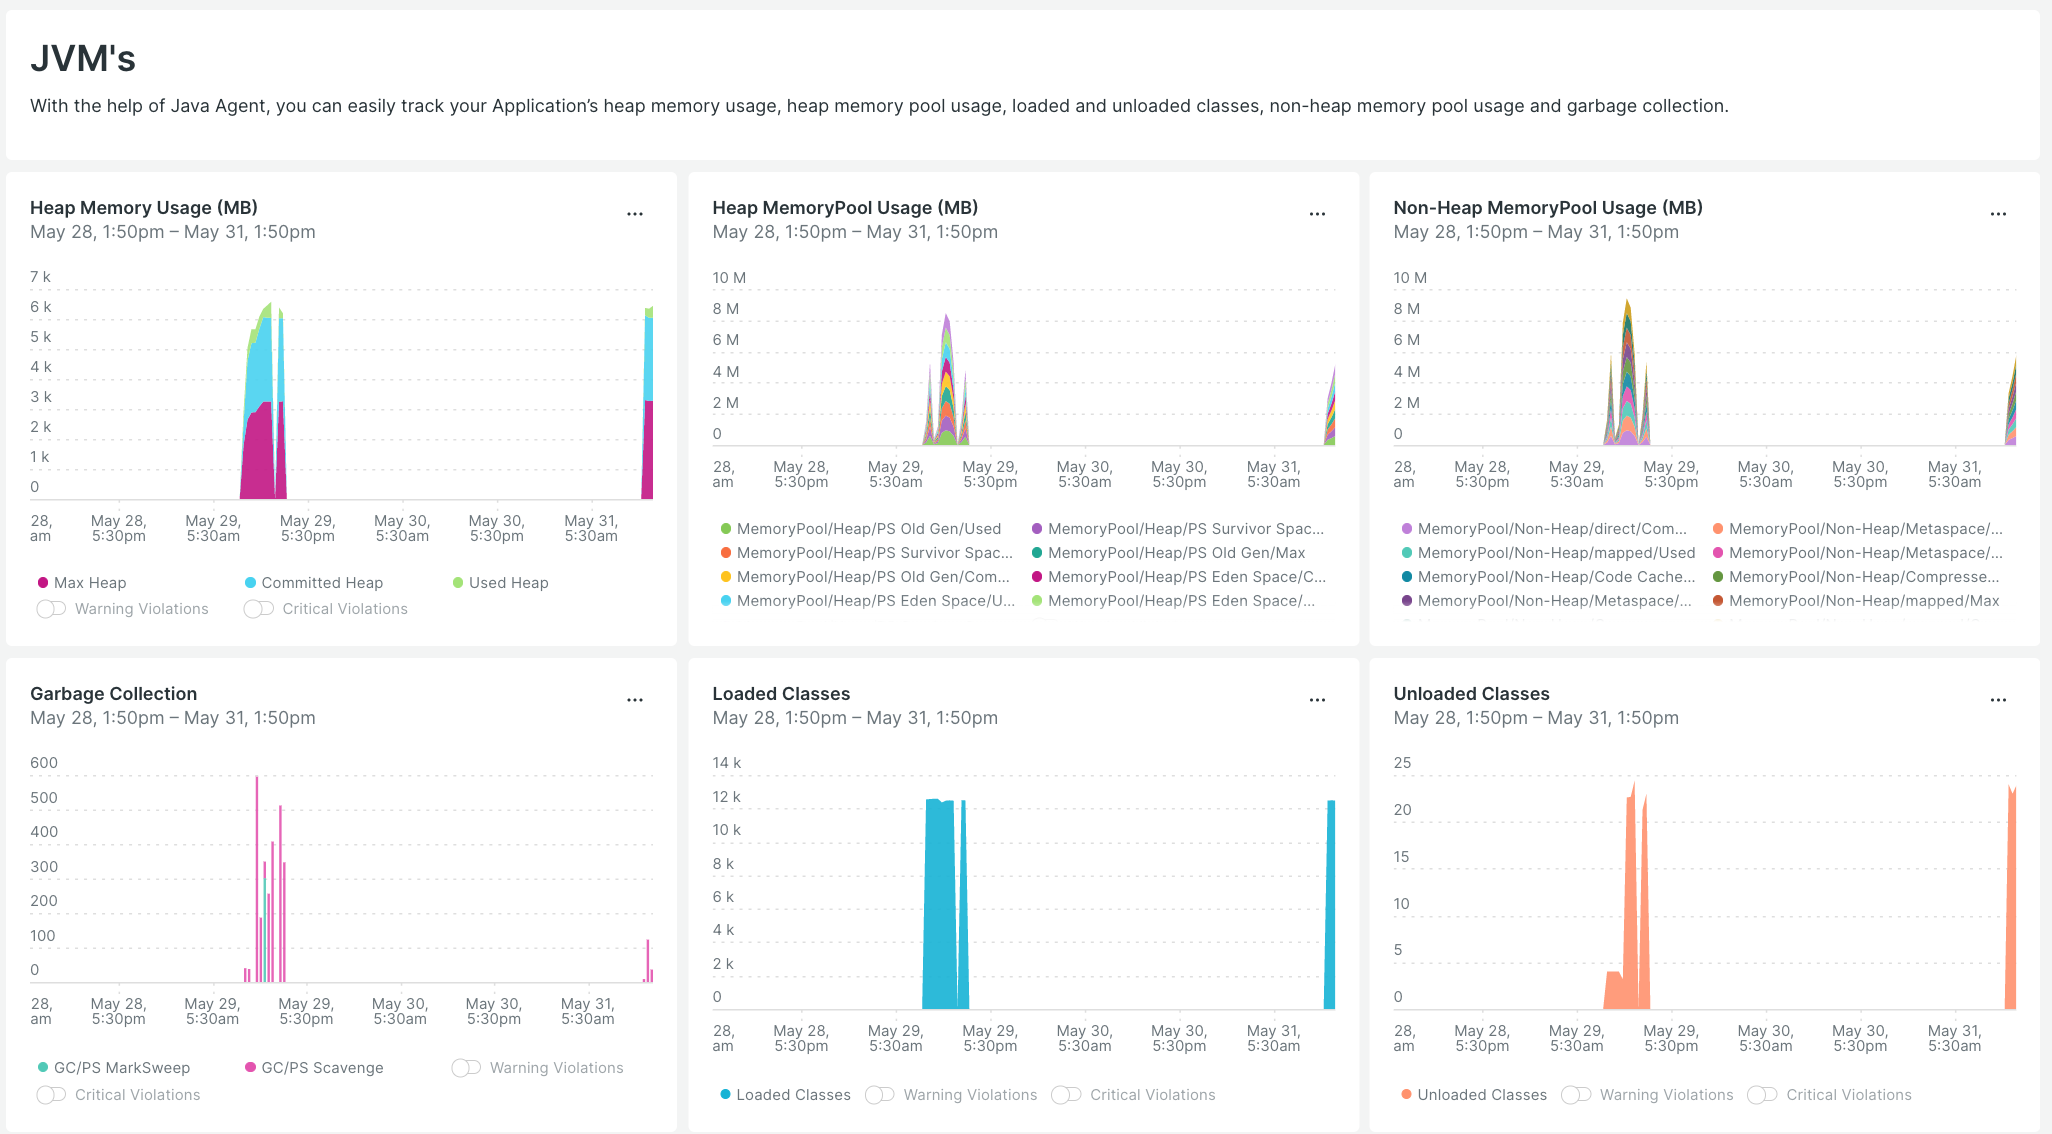 JVM's
With the help of Java Agent, you can easily track your Application’s heap memory usage, heap memory pool usage, loaded and unloaded classes, non-heap memory pool usage and garbage collection.
Heap Memory Usage (MB)
...
May 28, 1:50pm – May 31, 1:50pm
7 k
6 k
5 k
4 k
3 k
2 k
1 k
0
28, May 28, May 29, May 29, May 30, May 30, May 31,
am 5:30pm 5:30am 5:30pm 5:30am 5:30pm 5:30am
Max Heap Committed Heap Used Heap
Warning Violations Critical Violations
Heap MemoryPool Usage (MB)
...
May 28, 1:50pm – May 31, 1:50pm
10 M
8 M
6 M
4 M
2 M
0
28, May 28, May 29, May 29, May 30, May 30, May 31,
am 5:30pm 5:30am 5:30pm 5:30am 5:30pm 5:30am
MemoryPool/Heap/PS Old Gen/Used MemoryPool/Heap/PS Survivor Spac...
MemoryPool/Heap/PS Survivor Spac... MemoryPool/Heap/PS Old Gen/Max
MemoryPool/Heap/PS Old Gen/Com... MemoryPool/Heap/PS Eden Space/C...
MemoryPool/Heap/PS Eden Space/U... MemoryPool/Heap/PS Eden Space/...
Non-Heap MemoryPool Usage (MB)
...
May 28, 1:50pm – May 31, 1:50pm
10 M
8 M
6 M
4 M
2 M
0
28, May 28, May 29, May 29, May 30, May 30, May 31,
am 5:30pm 5:30am 5:30pm 5:30am 5:30pm 5:30am
MemoryPool/Non-Heap/direct/Com... MemoryPool/Non-Heap/Metaspace/...
MemoryPool/Non-Heap/mapped/Used MemoryPool/Non-Heap/Metaspace/...
MemoryPool/Non-Heap/Code Cache... MemoryPool/Non-Heap/Compresse...
MemoryPool/Non-Heap/Metaspace/... MemoryPool/Non-Heap/mapped/Max
Garbage Collection
...
May 28, 1:50pm – May 31, 1:50pm
600
500
400
300
200
100
0
28, May 28, May 29, May 29, May 30, May 30, May 31,
am 5:30pm 5:30am 5:30pm 5:30am 5:30pm 5:30am
GC/PS MarkSweep GC/PS Scavenge Warning Violations
Critical Violations
Loaded Classes
...
May 28, 1:50pm – May 31, 1:50pm
14 k
12 k
10 k
8 k
6 k
4 k
2 k
0
28, May 28, May 29, May 29, May 30, May 30, May 31,
am 5:30pm 5:30am 5:30pm 5:30am 5:30pm 5:30am
Loaded Classes Warning Violations Critical Violations
Unloaded Classes
...
May 28, 1:50pm – May 31, 1:50pm
25
20
15
10
5
0
28, May 28, May 29, May 29, May 30, May 30, May 31,
am 5:30pm 5:30am 5:30pm 5:30am 5:30pm 5:30am
Unloaded Classes Warning Violations Critical Violations